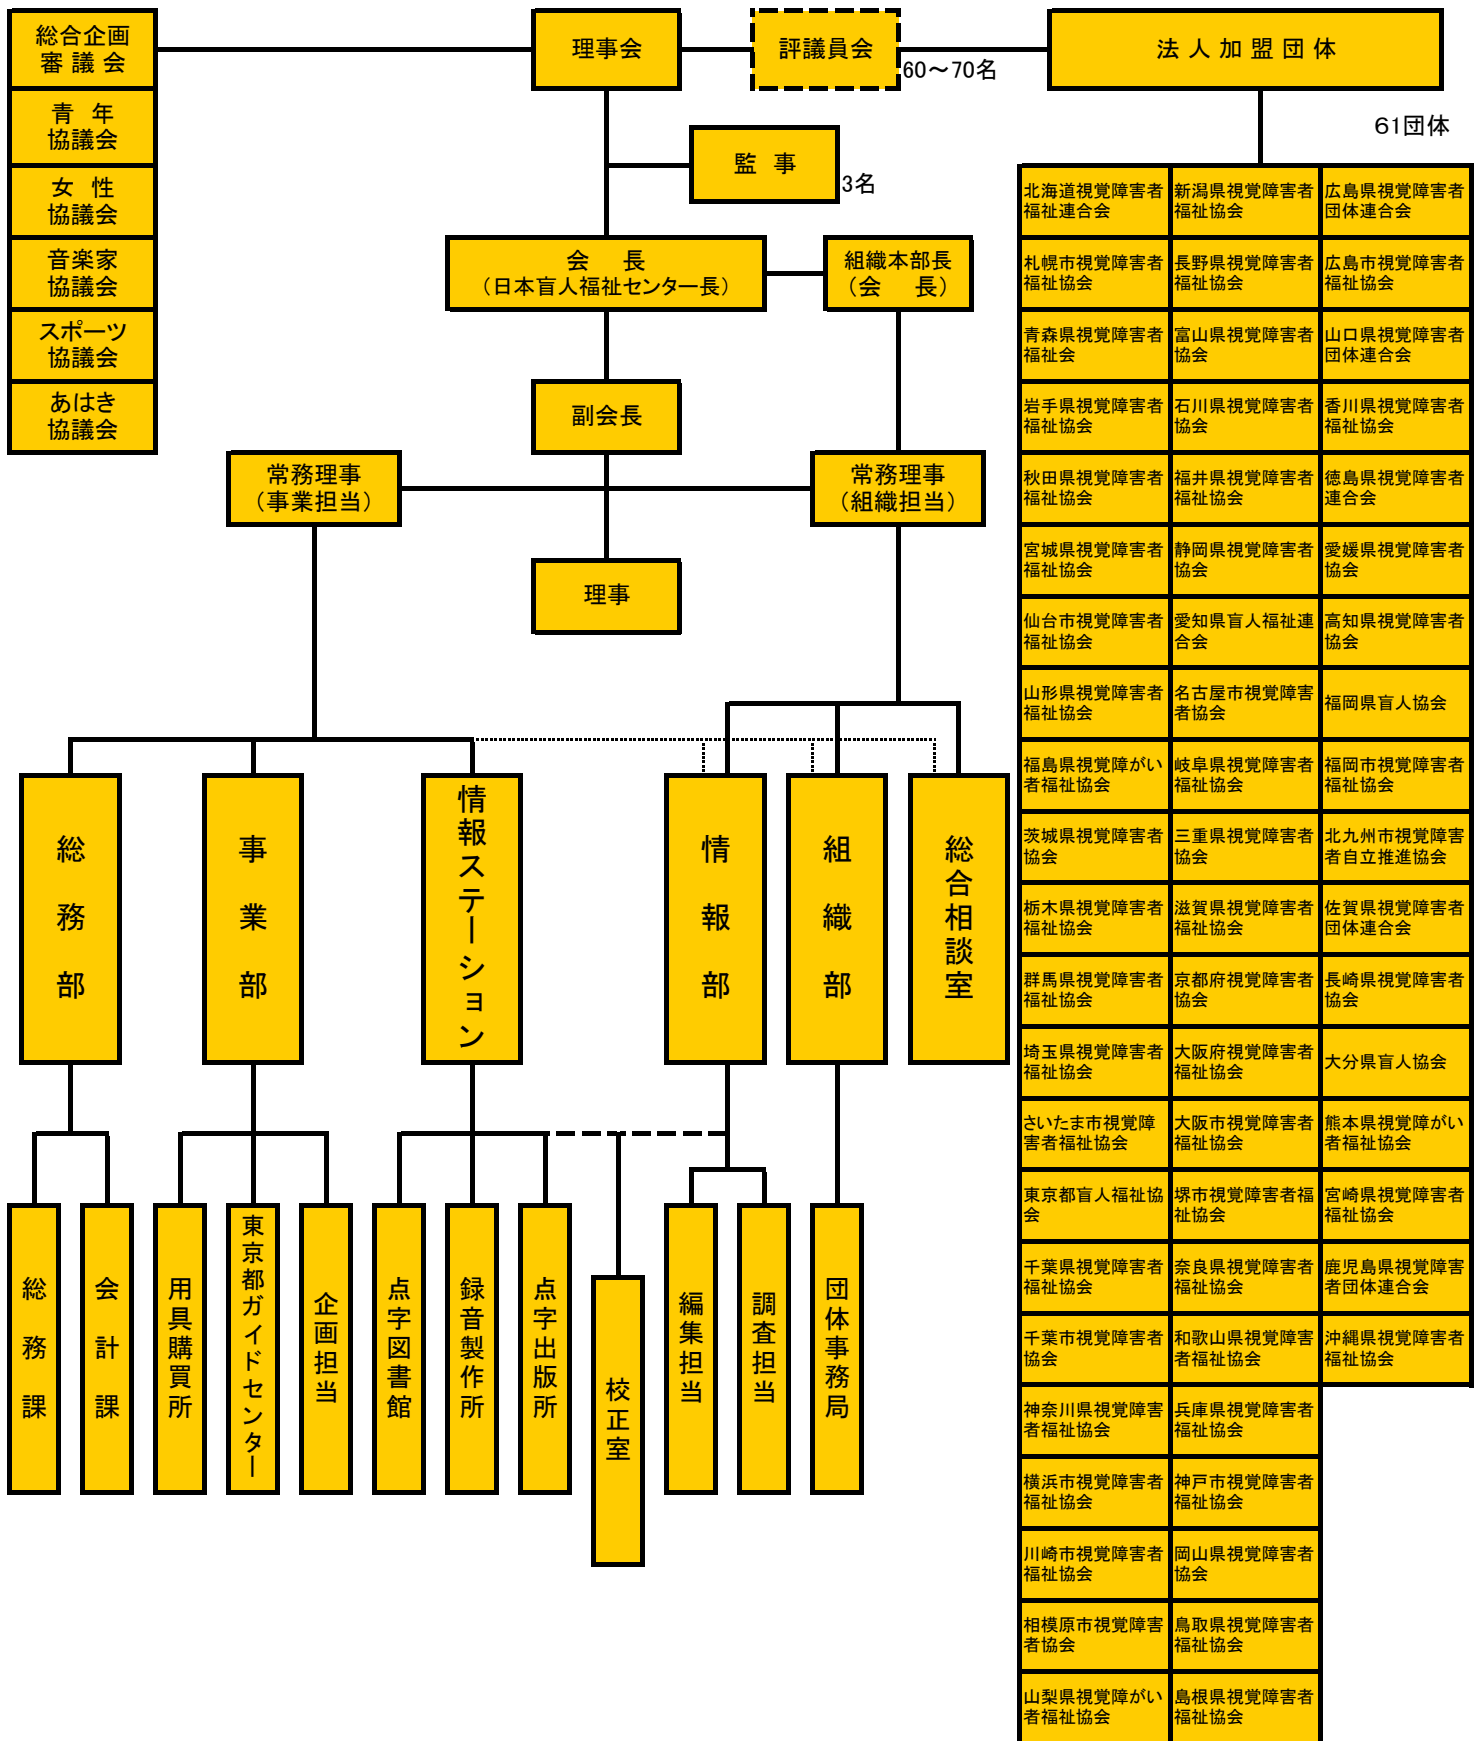 総合企画
審 議 会
青　年
協議会
女　性
協議会
音楽家
協議会
スポーツ
協議会
あはき
協議会
理事会
評議員会
60～70名
法 人 加 盟 団 体
61団体
監　事
3名
会　　長
（日本盲人福祉センター長）
組織本部長
（会　　長）
副会長
常務理事
（事業担当）
常務理事
（組織担当）
理事
総務部
事業部
情報ステーション
情報部
組織部
総合相談室
総務課
会計課
用具購買所
東京都ガイドセンター
企画担当
点字図書館
録音製作所
点字出版所
校正室
編集担当
調査担当
団体事務局
北海道視覚障害者
福祉連合会
札幌市視覚障害者
福祉協会
青森県視覚障害者
福祉会
岩手県視覚障害者
福祉協会
秋田県視覚障害者
福祉協会
宮城県視覚障害者
福祉協会
仙台市視覚障害者
福祉協会
山形県視覚障害者
福祉協会
福島県視覚障がい
者福祉協会
茨城県視覚障害者
協会
栃木県視覚障害者
福祉協会
群馬県視覚障害者
福祉協会
埼玉県視覚障害者
福祉協会
さいたま市視覚障
害者福祉協会
東京都盲人福祉協
会
千葉県視覚障害者
福祉協会
千葉市視覚障害者
協会
神奈川県視覚障害
者福祉協会
横浜市視覚障害者
福祉協会
川崎市視覚障害者
福祉協会
相模原市視覚障害
者協会
山梨県視覚障がい
者福祉協会
新潟県視覚障害者
福祉協会
長野県視覚障害者
福祉協会
富山県視覚障害者
協会
石川県視覚障害者
協会
福井県視覚障害者
福祉協会
静岡県視覚障害者
協会
愛知県盲人福祉連
合会
名古屋市視覚障害
者協会
岐阜県視覚障害者
福祉協会
三重県視覚障害者
協会
滋賀県視覚障害者
福祉協会
京都府視覚障害者
協会
大阪府視覚障害者
福祉協会
大阪市視覚障害者
福祉協会
堺市視覚障害者福
祉協会
奈良県視覚障害者
福祉協会
和歌山県視覚障害
者福祉協会
兵庫県視覚障害者
福祉協会
神戸市視覚障害者
福祉協会
岡山県視覚障害者
協会
鳥取県視覚障害者
福祉協会
島根県視覚障害者
福祉協会
広島県視覚障害者
団体連合会
広島市視覚障害者
福祉協会
山口県視覚障害者
団体連合会
香川県視覚障害者
福祉協会
徳島県視覚障害者
連合会
愛媛県視覚障害者
協会
高知県視覚障害者
協会
福岡県盲人協会
福岡市視覚障害者
福祉協会
北九州市視覚障害
者自立推進協会
佐賀県視覚障害者
団体連合会
長崎県視覚障害者
協会
大分県盲人協会
熊本県視覚障がい
者福祉協会
宮崎県視覚障害者
福祉協会
鹿児島県視覚障害
者団体連合会
沖縄県視覚障害者
福祉協会